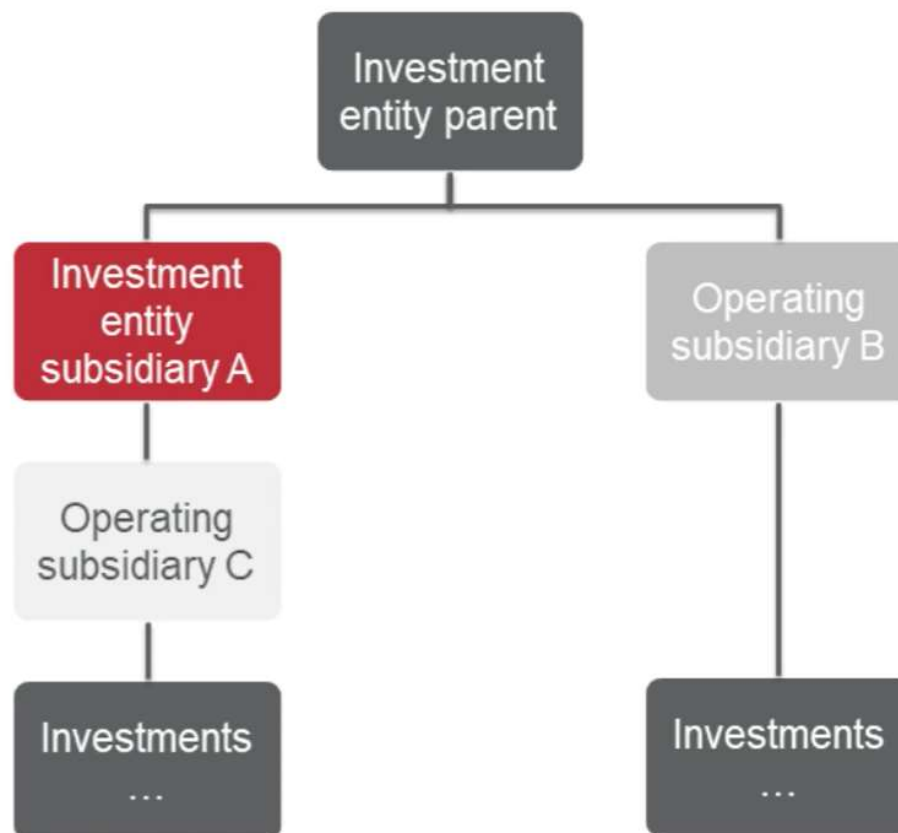 Investment
entity parent
Investment
entity
subsidiary A
Operating
subsidiary B
Operating
subsidiary C
Investments
...
Investments
...